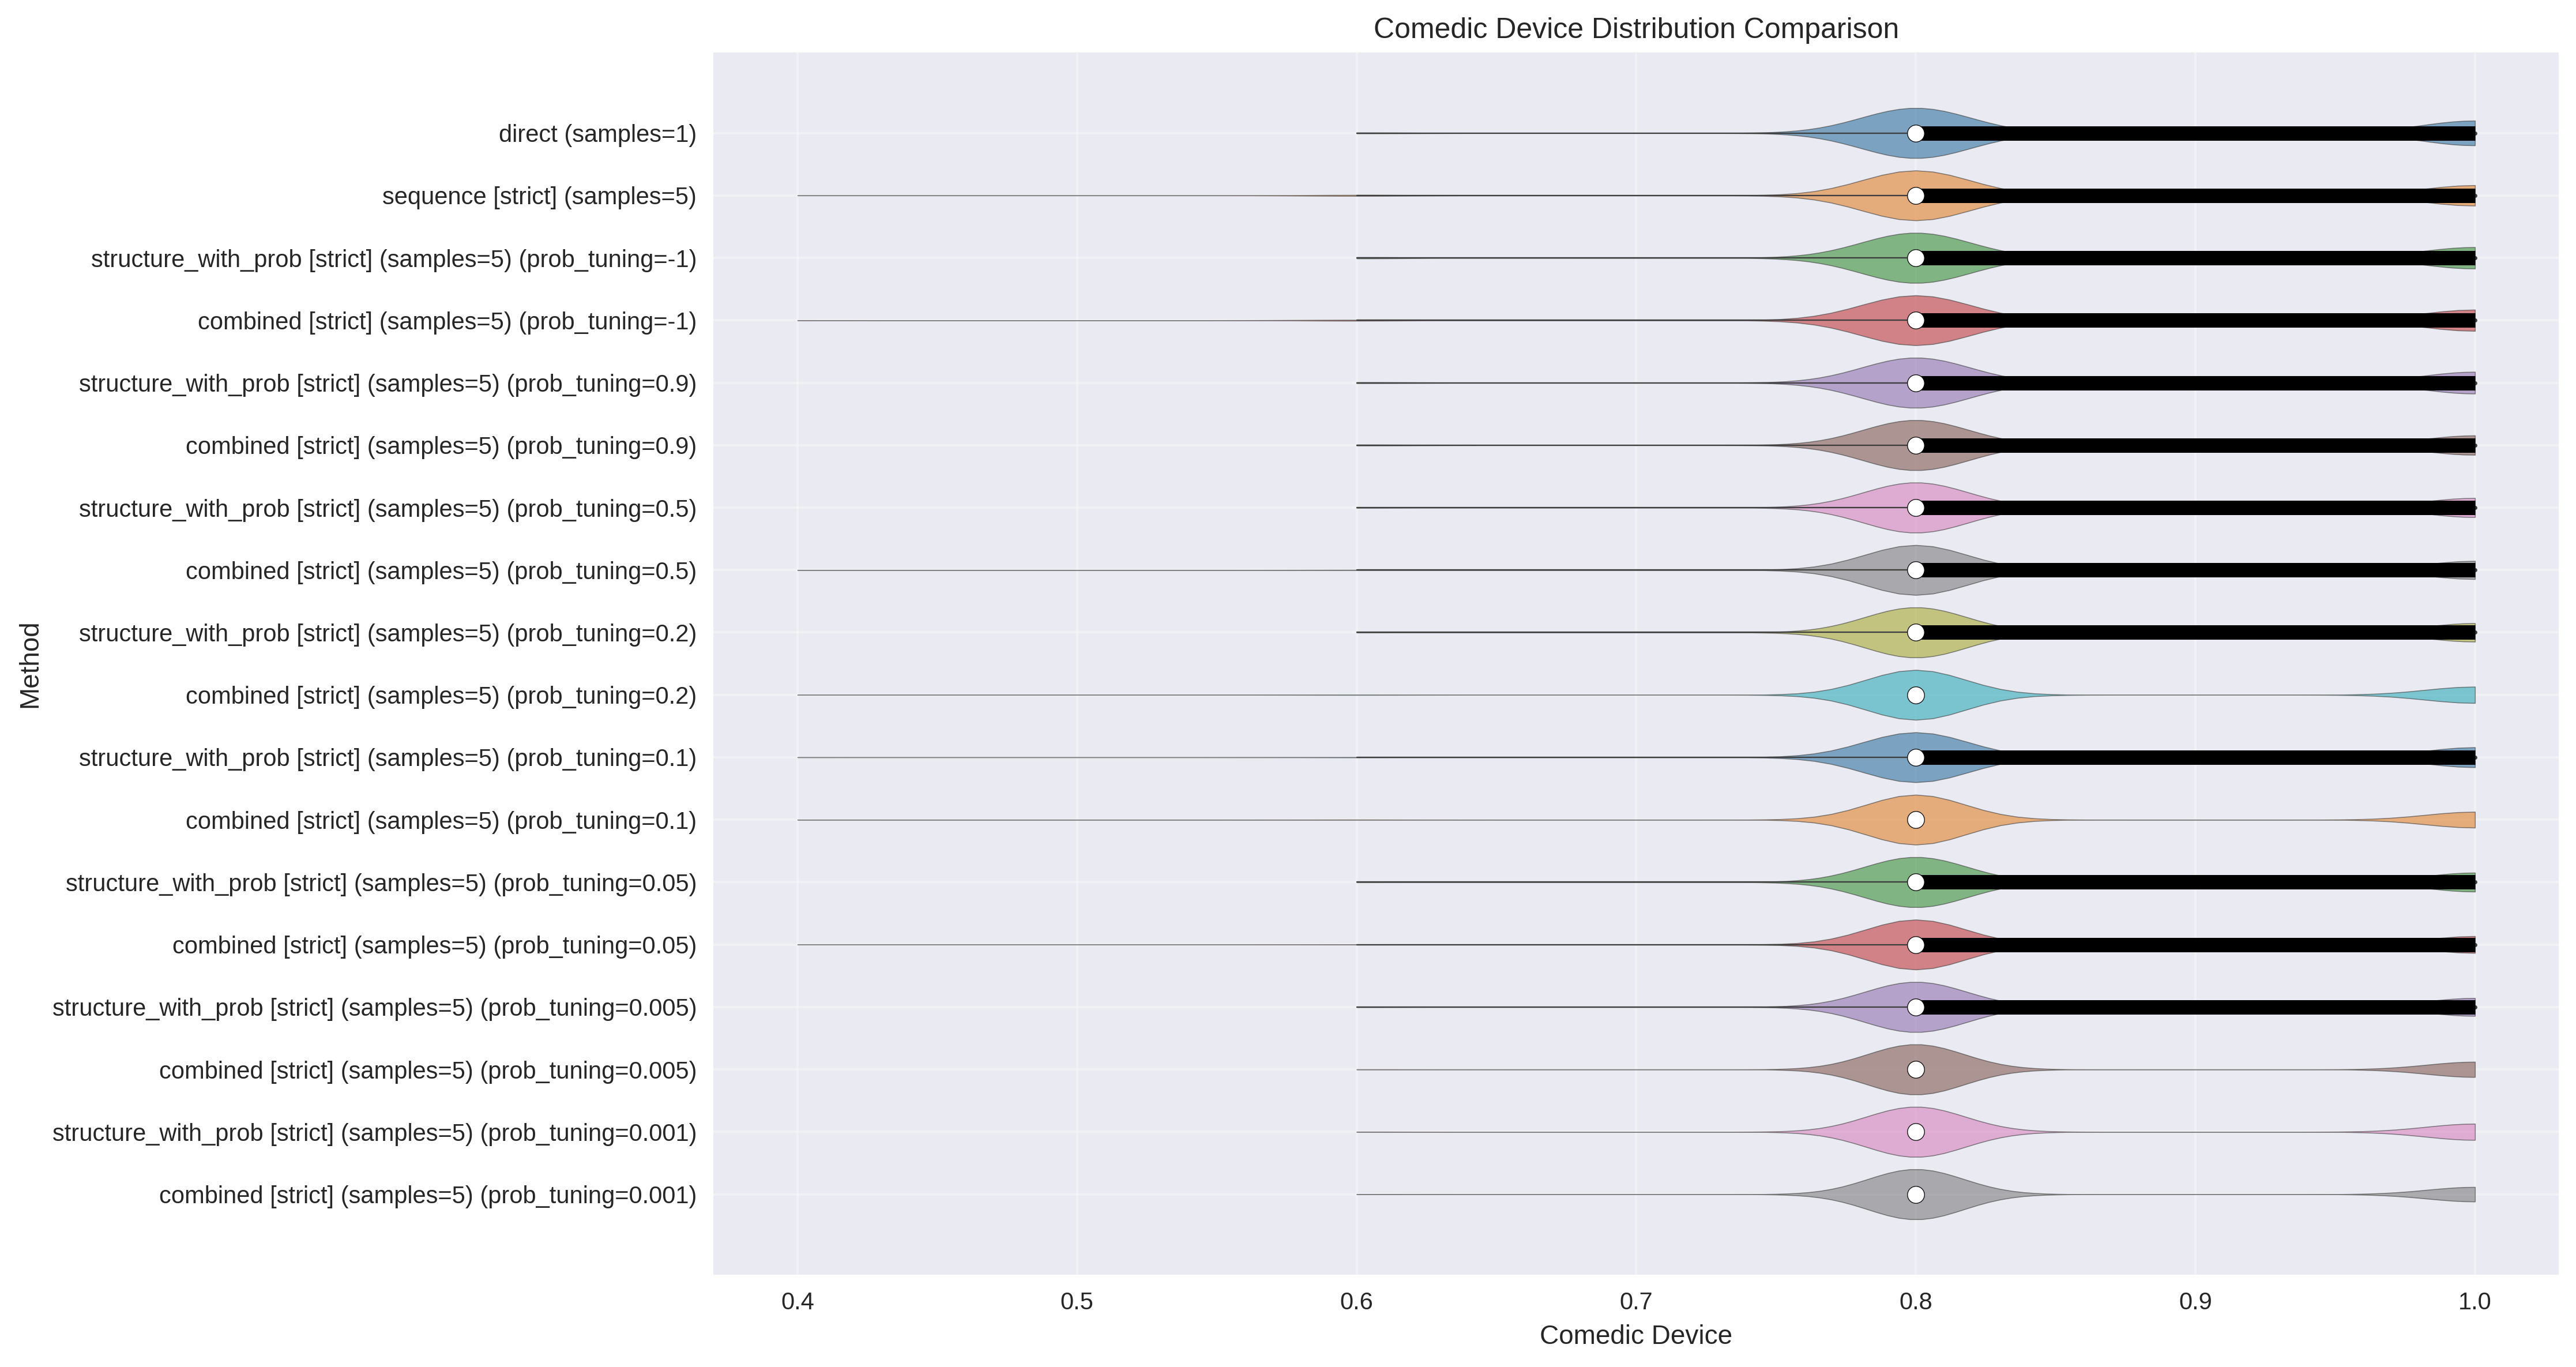 Comedic Device Distribution Comparison
direct (samples=1)
sequence [strict] (samples=5)
structure_with_prob [strict] (samples=5) (prob_tuning=-1)
combined [strict] (samples=5) (prob_tuning=-1)
structure_with_prob [strict] (samples=5) (prob_tuning=0.9)
combined [strict] (samples=5) (prob_tuning=0.9)
structure_with_prob [strict] (samples=5) (prob_tuning=0.5)
combined [strict] (samples=5) (prob_tuning=0.5)
structure_with_prob [strict] (samples=5) (prob_tuning=0.2)
combined [strict] (samples=5) (prob_tuning=0.2)
structure_with_prob [strict] (samples=5) (prob_tuning=0.1)
combined [strict] (samples=5) (prob_tuning=0.1)
structure_with_prob [strict] (samples=5) (prob_tuning=0.05)
combined [strict] (samples=5) (prob_tuning=0.05)
structure_with_prob [strict] (samples=5) (prob_tuning=0.005)
combined [strict] (samples=5) (prob_tuning=0.005)
structure_with_prob [strict] (samples=5) (prob_tuning=0.001)
combined [strict] (samples=5) (prob_tuning=0.001)
Method
0.4 0.5 0.6 0.7 0.8 0.9 1.0
Comedic Device